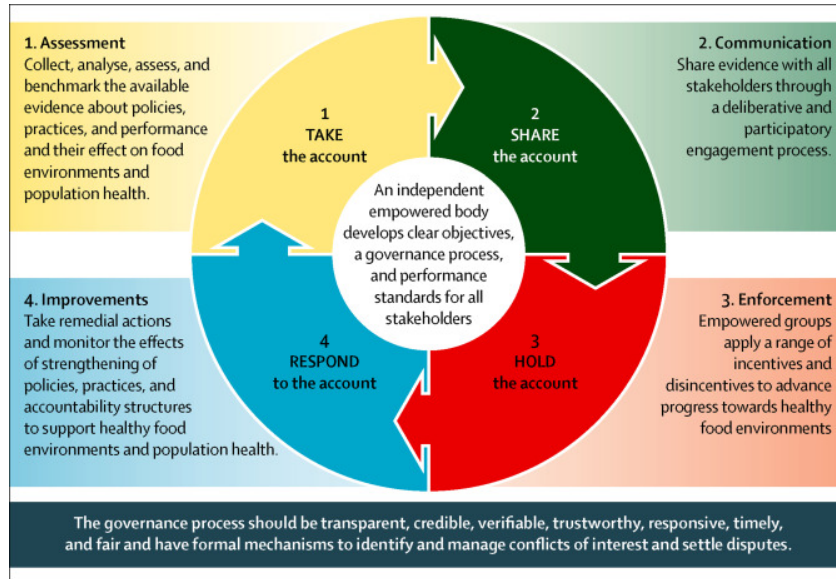 1. Assessment
Collect, analyse, assess, and
benchmark the available
evidence about policies,
practices, and performance
and their effect on food
environments and
population health.
2. Communication
Share evidence with all
stakeholders through
a deliberative and
participatory
engagement process.
1
TAKE
the account
2
SHARE
the account
An independent
empowered body
develops clear objectives,
a governance process,
and performance
standards for all
stakeholders
4. Improvements
Take remedial actions
and monitor the effects
of strengthening of
policies, practices, and
accountability structures
to support healthy food
environments and population health.
4
RESPOND
to the account
3
HOLD
the account
3. Enforcement
Empowered groups
apply a range of
incentives and
disincentives to advance
progress towards healthy
food environments
The governance process should be transparent, credible, verifiable, trustworthy, responsive, timely,
and fair and have formal mechanisms to identify and manage conflicts of interest and settle disputes.